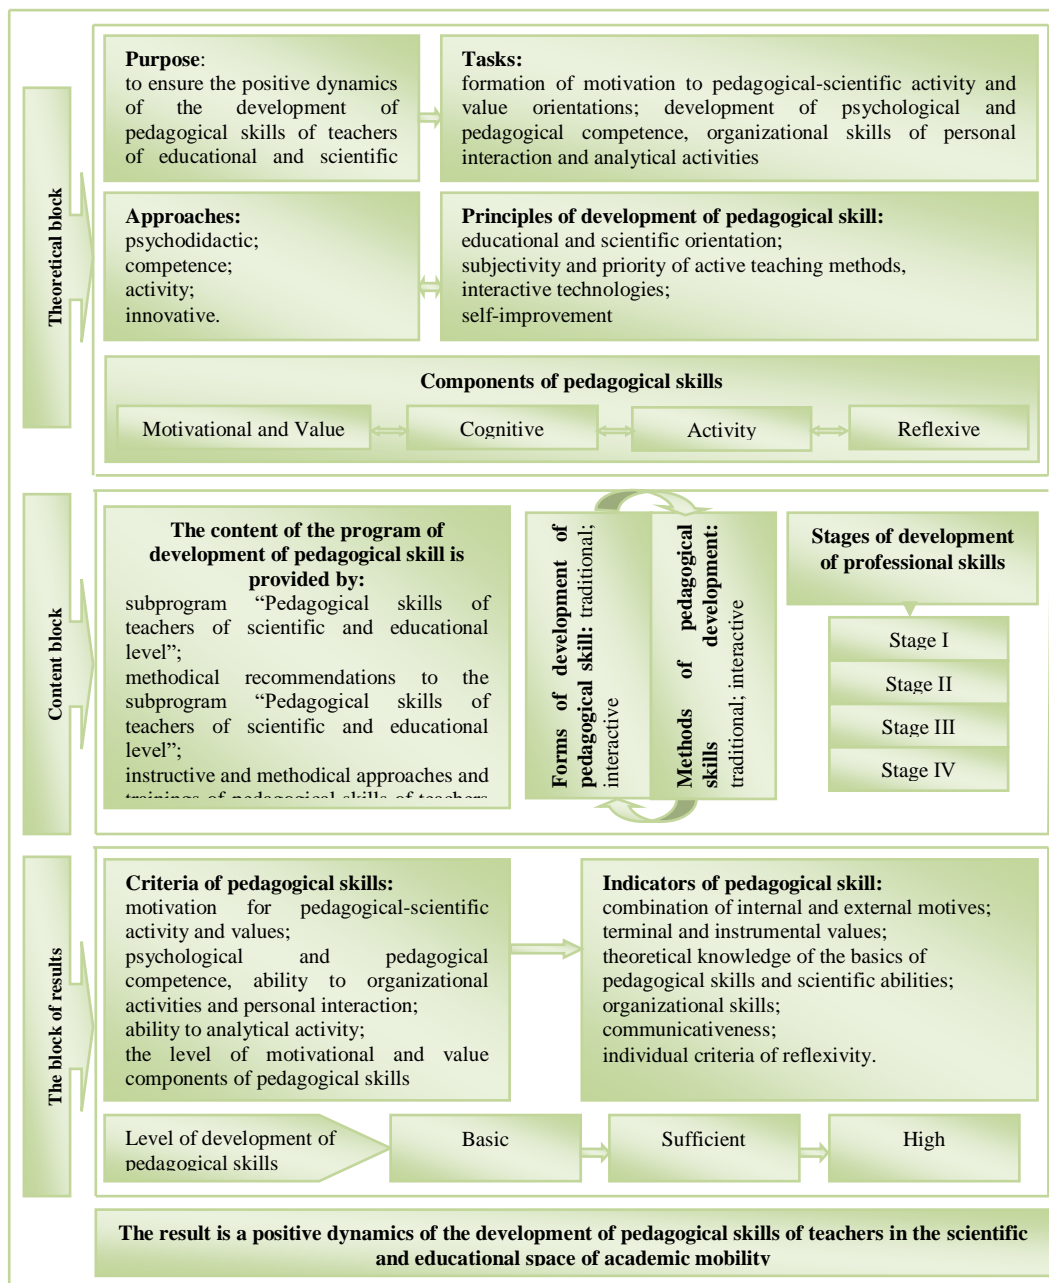 Theoretical block
Purpose:
to ensure the positive dynamics
of the development of
pedagogical skills of teachers
of educational and scientific
Tasks:
formation of motivation to pedagogical-scientific activity and
value orientations; development of psychological and
pedagogical competence, organizational skills of personal
interaction and analytical activities
Approaches:
psychodidactic;
competence;
activity;
innovative.
Principles of development of pedagogical skill:
educational and scientific orientation;
subjectivity and priority of active teaching methods,
interactive technologies;
self-improvement
Components of pedagogical skills
Motivational and Value
Cognitive
Activity
Reflexive
Content block
The content of the program of
development of pedagogical skill is
provided by:
subprogram “Pedagogical skills of
teachers of scientific and educational
level”;
methodical recommendations to the
subprogram “Pedagogical skills of
teachers of scientific and educational
level”;
instructive and methodical approaches and
trainings of pedagogical skills of teachers
Forms of development of
pedagogical skill: traditional;
interactive
Methods of pedagogical
skills development:
traditional; interactive
Stages of development
of professional skills
Stage I
Stage II
Stage III
Stage IV
The block of results
Criteria of pedagogical skills:
motivation for pedagogical-scientific
activity and values;
psychological and pedagogical
competence, ability to organizational
activities and personal interaction;
ability to analytical activity;
the level of motivational and value
components of pedagogical skills
Indicators of pedagogical skill:
combination of internal and external motives;
terminal and instrumental values;
theoretical knowledge of the basics of
pedagogical skills and scientific abilities;
organizational skills;
communicativeness;
individual criteria of reflexivity.
Level of development of
pedagogical skills
Basic
Sufficient
High
The result is a positive dynamics of the development of pedagogical skills of teachers in the scientific
and educational space of academic mobility